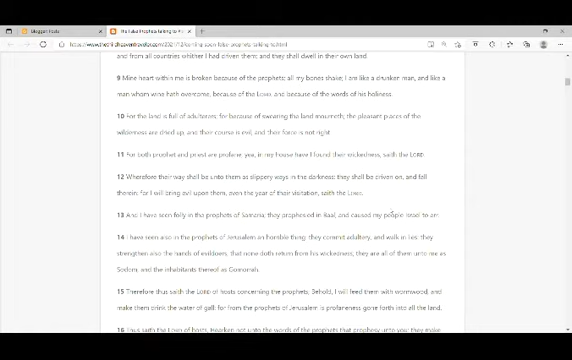 Blogger: Posts
The False Prophets talking to
and from all countries whither I had driven them; and they shall dwell in their own land.
9 Mine heart within me is broken because of the prophets; all my bones shake; I am like a drunken man, and like a
man whom wine hath overcome, because of the LORD, and because of the words of his holiness.
10 For the land is full of adulterers; for because of swearing the land mourneth; the pleasant places of the
wilderness are dried up, and their course is evil, and their force is not right.
11 For both prophet and priest are profane; yea, in my house have I found their wickedness, saith the LORD.
12 Wherefore their way shall be unto them as slippery ways in the darkness: they shall be driven on, and fall
therein: for I will bring evil upon them, even the year of their visitation, saith the LORD.
13 And I have seen folly in the prophets of Samaria; they prophesied in Baal, and caused my people Israel to err.
14 I have seen also in the prophets of Jerusalem an horrible thing: they commit adultery, and walk in lies: they
strengthen also the hands of evildoers, that none doth return from his wickedness; they are all of them unto me as
Sodom, and the inhabitants thereof as Gomorrah.
15 Therefore thus saith the LORD of hosts concerning the prophets; Behold, I will feed them with wormwood, and
make them drink the water of gall: for from the prophets of Jerusalem is profaneness gone forth into all the land.
16 Thus saith the LORD of hosts, Hearken not unto the words of the prophets that prophesy unto you: they make